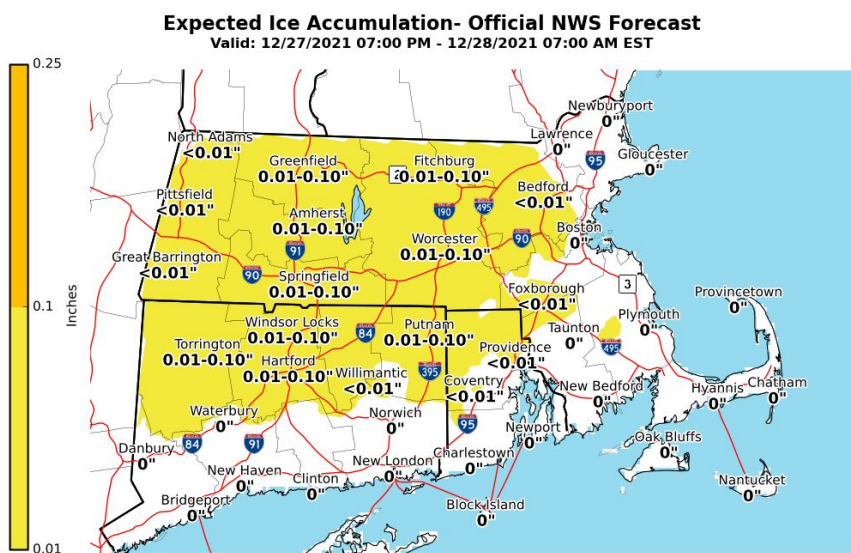 Expected Ice Accumulation- Official NWS Forecast
Valid: 12/27/2021 07:00 PM - 12/28/2021 07:00 AM EST
0.25
0.1
0.01
Inches
Newburyport
0"
North Adams
<0.01"
Lawrence
0"
Greenfield
0.01-0.10"
2
Fitchburg
0.01-0.10"
95
Gloucester
0"
Pittsfield
<0.01"
Bedford
<0.01"
Amherst
0.01-0.10"
190
495
Boston
0"
Worcester
0.01-0.10"
90
91
Great Barrington
<0.01"
90
Springfield
0.01-0.10"
Foxborough
<0.01"
3
Provincetown
0"
Windsor Locks
0.01-0.10"
84
Putnam
0.01-0.10"
Taunton
0"
Plymouth
0"
Torrington
0.01-0.10"
495
Hartford
0.01-0.10"
Providence
<0.01"
Willimantic
<0.01"
395
Coventry
<0.01"
New Bedford
0"
Hyannis
0"
Chatham
0"
Waterbury
0"
Norwich
0"
95
Newport
0"
Danbury
0"
84
91
Oak Bluffs
0"
New Haven
0"
Clinton
0"
New London
0"
Charlestown
0"
Nantucket
0"
Bridgeport
0"
Block Island
0"